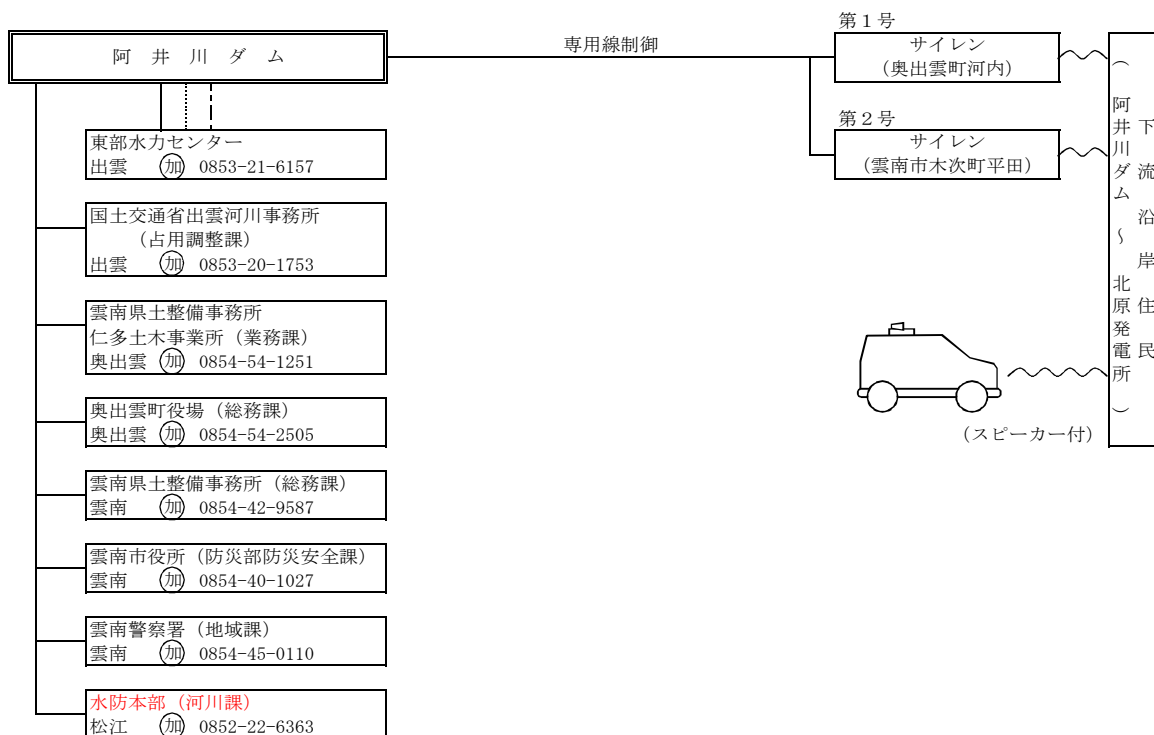 第１号
阿井川ダム
専用線制御
サイレン
（奥出雲町河内）
第２号
サイレン
（雲南市木次町平田）
東部水力センター
出雲 加 0853-21-6157
国土交通省出雲河川事務所
（占用調整課）
出雲 加 0853-20-1753
雲南県土整備事務所
仁多土木事業所（業務課）
奥出雲 加 0854-54-1251
奥出雲町役場（総務課）
奥出雲 加 0854-54-2505
雲南県土整備事務所（総務課）
雲南 加 0854-42-9587
雲南市役所（防災部防災安全課）
雲南 加 0854-40-1027
雲南警察署（地域課）
雲南 加 0854-45-0110
水防本部（河川課）
松江 加 0852-22-6363
下流沿岸住民
（阿井川ダム～北原発電所）
（スピーカー付）